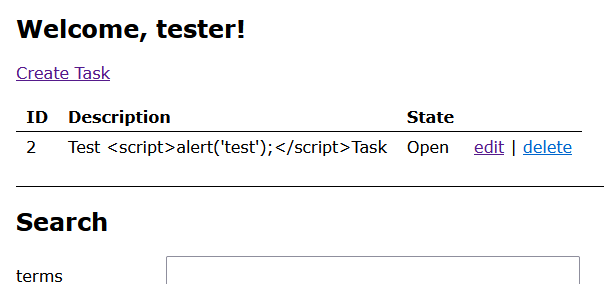 Welcome, tester!
Create Task
ID Description State
2 Test <script>alert('test');</script>Task Open edit | delete
Search
terms